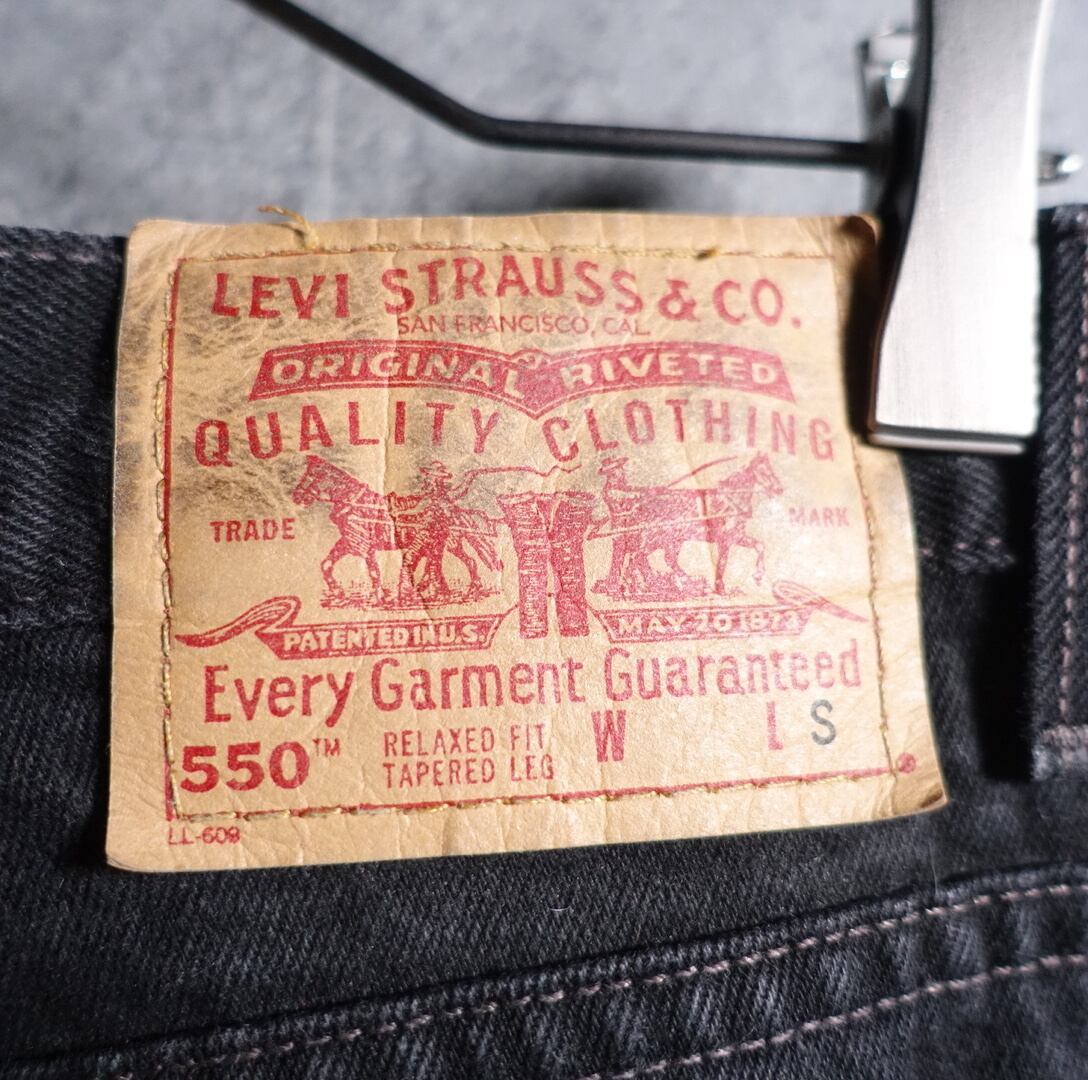 LEVI STRAUSS & CO.
SAN FRANCISCO, CAL.
ORIGINAL RIVETED
QUALITY CLOTHING
TRADE MARK
PATENTED IN U.S. MAY 20 1873
Every Garment Guaranteed
550™ RELAXED FIT W L S
TAPERED LEG
®
LL-609